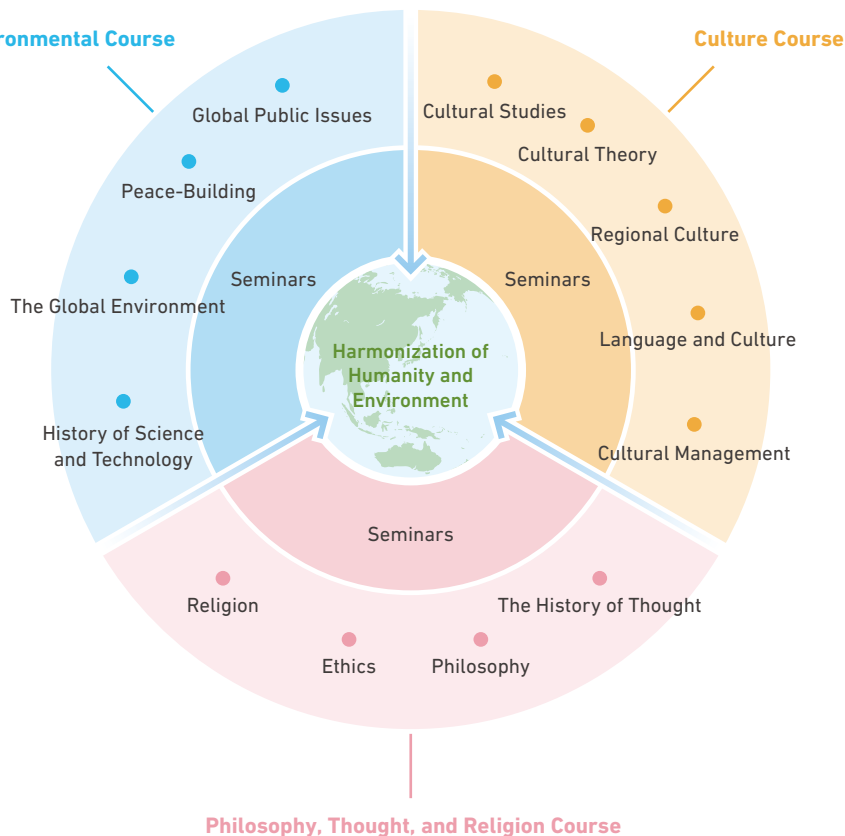 ronmental Course
Culture Course
Global Public Issues
Peace-Building
The Global Environment
History of Science
and Technology
Seminars
Cultural Studies
Cultural Theory
Regional Culture
Language and Culture
Cultural Management
Seminars
Harmonization of
Humanity and
Environment
Seminars
Religion
Ethics
Philosophy
The History of Thought
Philosophy, Thought, and Religion Course